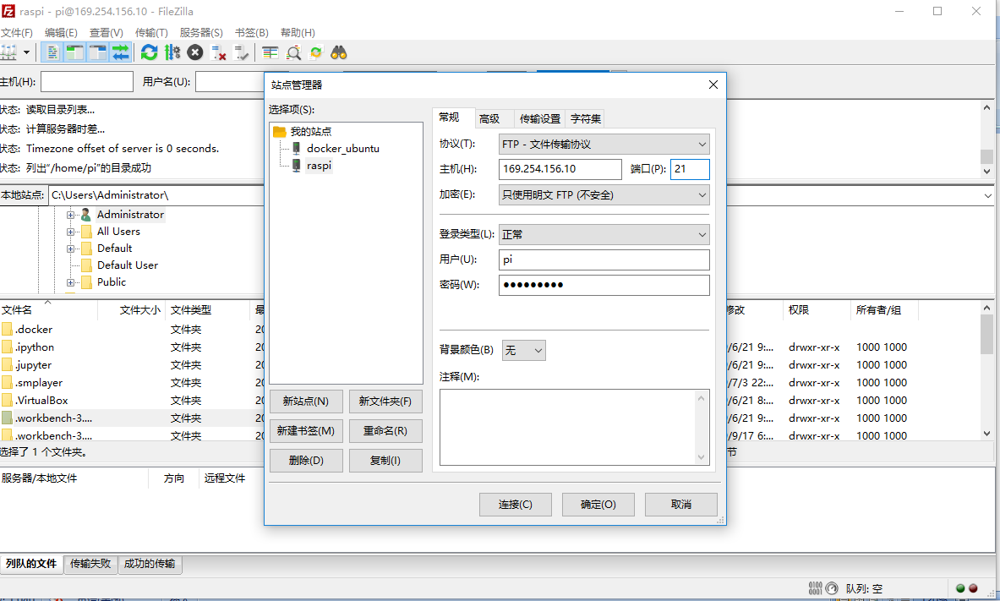 raspi - pi@169.254.156.10 - FileZilla
文件(F) 编辑(E) 查看(V) 传输(T) 服务器(S) 书签(B) 帮助(H)
主机(H): 用户名(U):
状态: 读取目录列表...
状态: 计算服务器时差...
状态: Timezone offset of server is 0 seconds.
状态: 列出“/home/pi”的目录成功
本地站点: C:\Users\Administrator\
Administrator
All Users
Default
Default User
Public
文件名 文件大小 文件类型 最
.docker 文件夹 20
.ipython 文件夹 20
.jupyter 文件夹 20
.smplayer 文件夹 20
.VirtualBox 文件夹 20
.workbench-3.... 文件夹 20
.workbench-3.... 文件夹 20
选择了 1 个文件夹。
站点管理器
选择项(S):
我的站点
docker_ubuntu
raspi
新站点(N) 新文件夹(F)
新建书签(M) 重命名(R)
删除(D) 复制(I)
常规 高级 传输设置 字符集
协议(T): FTP - 文件传输协议
主机(H): 169.254.156.10 端口(P): 21
加密(E): 只使用明文 FTP (不安全)
登录类型(L): 正常
用户(U): pi
密码(W): ●●●●●●●●●
背景颜色(B) 无
注释(M):
连接(C) 确定(O) 取消
修改 权限 所有者/组
/6/21 9:... drwxr-xr-x 1000 1000
/6/21 9:... drwxr-xr-x 1000 1000
/7/3 22:... drwxr-xr-x 1000 1000
/6/21 8:... drwxr-xr-x 1000 1000
/6/21 9:... drwxr-xr-x 1000 1000
/9/17 6:... drwxr-xr-x 1000 1000
节
服务器/本地文件 方向 远程文件
列队的文件 传输失败 成功的传输
队列: 空